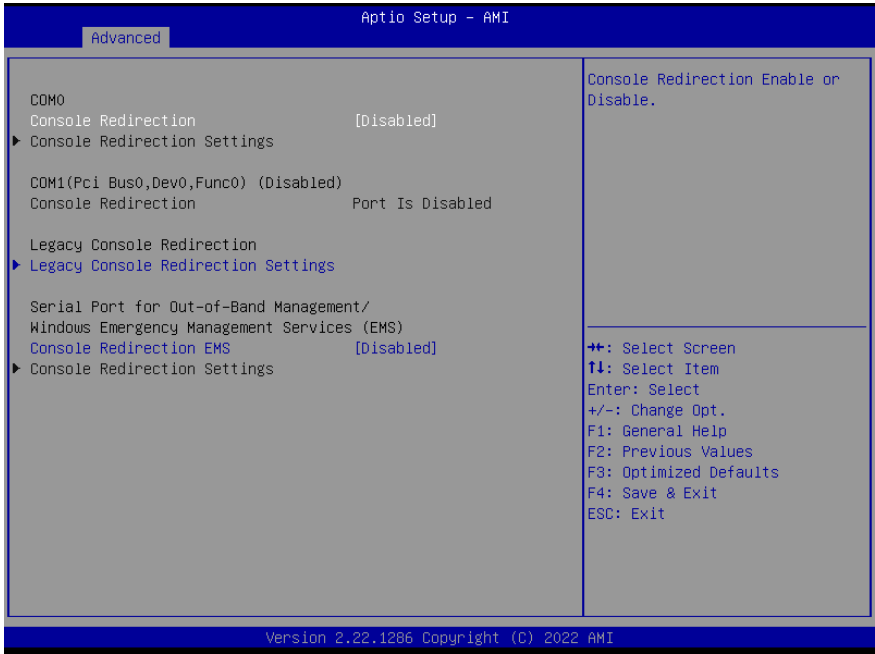 Aptio Setup – AMI
Advanced
COM0
Console Redirection [Disabled]
Console Redirection Settings
COM1(Pci Bus0,Dev0,Func0) (Disabled)
Console Redirection Port Is Disabled
Legacy Console Redirection
Legacy Console Redirection Settings
Serial Port for Out-of-Band Management/
Windows Emergency Management Services (EMS)
Console Redirection EMS [Disabled]
Console Redirection Settings
Console Redirection Enable or
Disable.
→←: Select Screen
↑↓: Select Item
Enter: Select
+/-: Change Opt.
F1: General Help
F2: Previous Values
F3: Optimized Defaults
F4: Save & Exit
ESC: Exit
Version 2.22.1286 Copyright (C) 2022 AMI